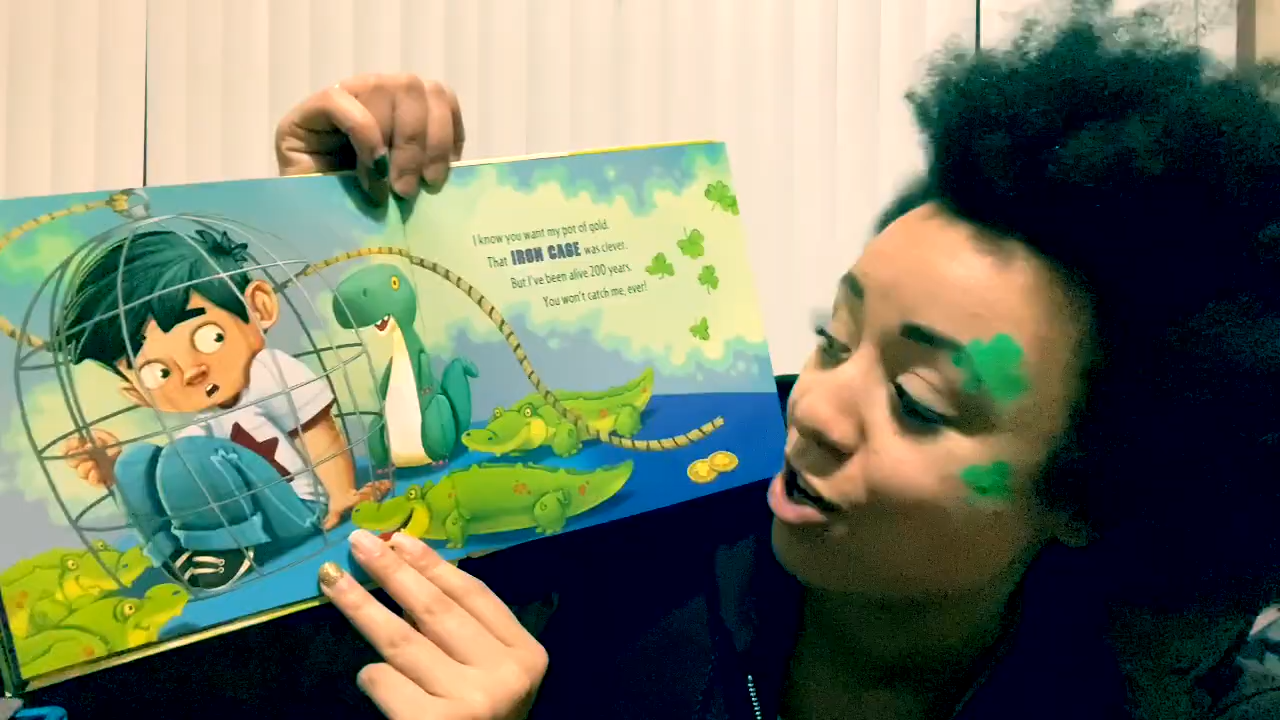 I know you want my pot of gold.
That IRON CAGE was clever.
But I've been alive 200 years.
You won't catch me, ever!